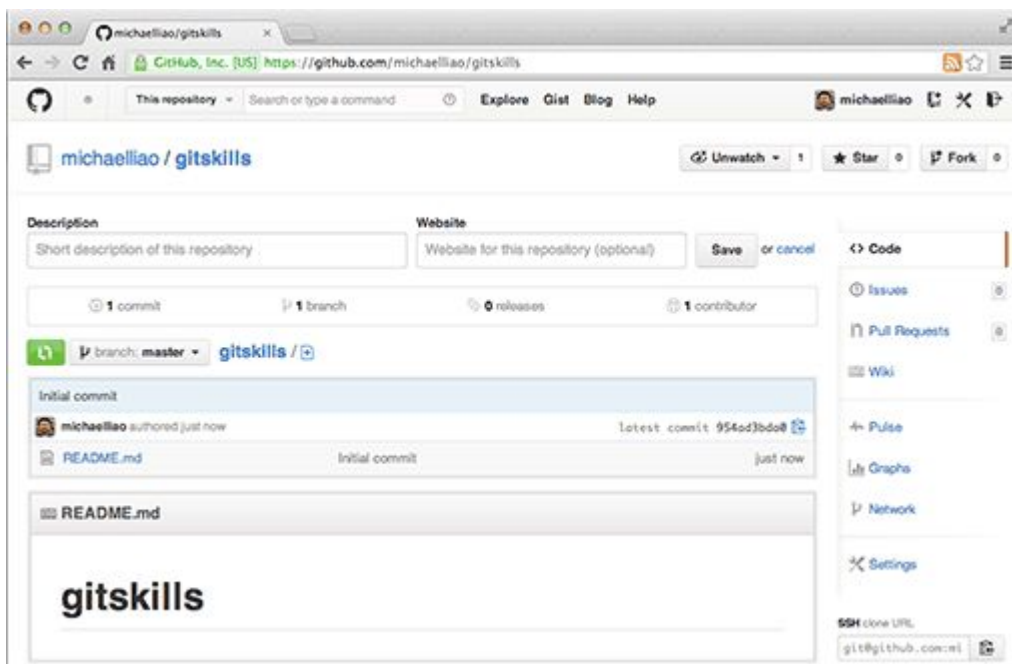 michaelliao/gitskills
GitHub, Inc. [US] https://github.com/michaelliao/gitskills
This repository Search or type a command Explore Gist Blog Help michaelliao
michaelliao / gitskills Unwatch 1 Star 0 Fork 0
Description Website
Short description of this repository Website for this repository (optional) Save or cancel
<> Code
1 commit 1 branch 0 releases 1 contributor
Issues 0
Pull Requests 0
branch: master gitskills /
Wiki
Initial commit
michaelliao authored just now latest commit 954ad3bda0
Pulse
README.md Initial commit just now
Graphs
README.md
Network
Settings
gitskills
SSH clone URL
git@github.com:mi